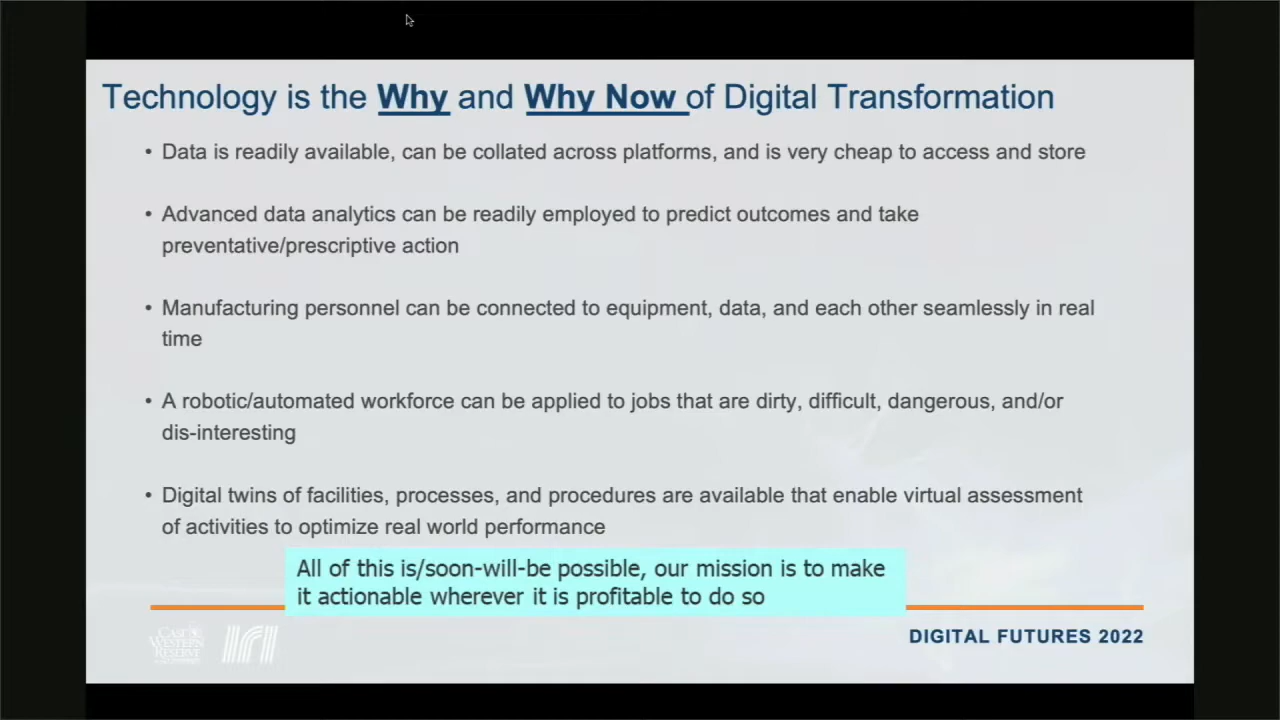 Technology is the Why and Why Now of Digital Transformation
• Data is readily available, can be collated across platforms, and is very cheap to access and store
• Advanced data analytics can be readily employed to predict outcomes and take
preventative/prescriptive action
• Manufacturing personnel can be connected to equipment, data, and each other seamlessly in real
time
• A robotic/automated workforce can be applied to jobs that are dirty, difficult, dangerous, and/or
dis-interesting
• Digital twins of facilities, processes, and procedures are available that enable virtual assessment
of activities to optimize real world performance
All of this is/soon-will-be possible, our mission is to make
it actionable wherever it is profitable to do so
CASE
WESTERN
RESERVE
DIGITAL FUTURES 2022